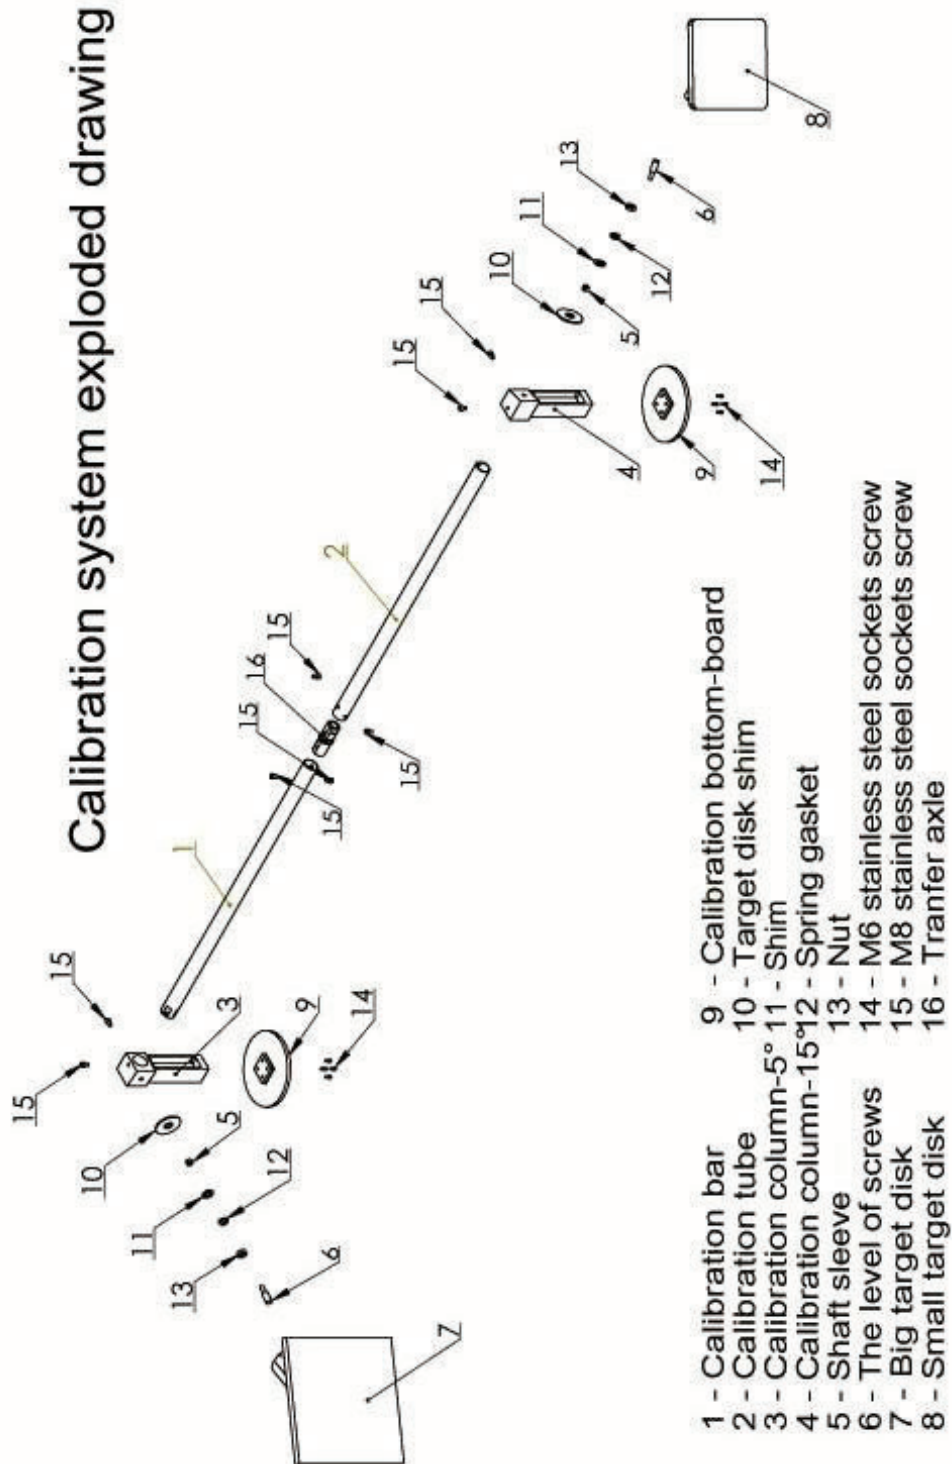 Calibration system exploded drawing
15
15
3
10
5
11
12
13
6
7
9
14
1
15
15
16
15
15
2
15
15
4
10
11
13
5
12
6
9
14
8
1 - Calibration bar
2 - Calibration tube
3 - Calibration column-5°
4 - Calibration column-15°
5 - Shaft sleeve
6 - The level of screws
7 - Big target disk
8 - Small target disk
9 - Calibration bottom-board
10 - Target disk shim
11 - Shim
12 - Spring gasket
13 - Nut
14 - M6 stainless steel sockets screw
15 - M8 stainless steel sockets screw
16 - Tranfer axle